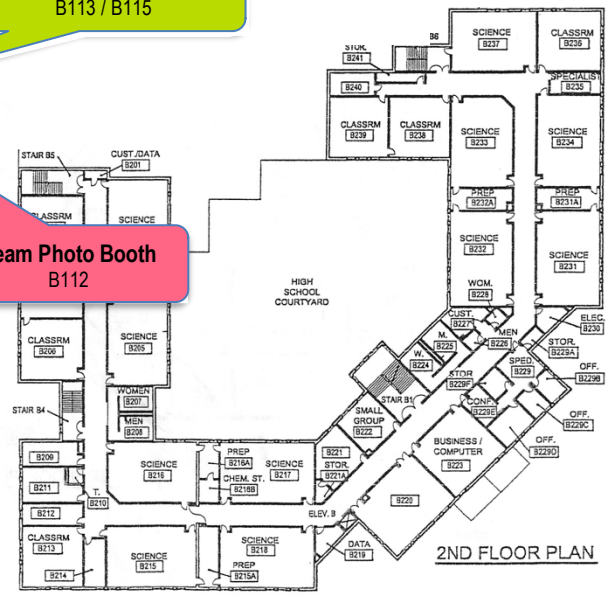 B113 / B115
B6
SCIENCE
B237
CLASSRM
B236
STOR.
B241
SPECIALIST
B235
B240
CLASSRM
B239
CLASSRM
B238
SCIENCE
B233
SCIENCE
B234
STAIR B5
CUST./DATA
B201
PREP
B232A
PREP
B231A
CLASSRM
SCIENCE
eam Photo Booth
B112
SCIENCE
B232
SCIENCE
B231
HIGH
SCHOOL
COURTYARD
WOM.
B228
CUST.
B227
MEN
B226
ELEC.
B230
M.
B225
STOR.
B229A
CLASSRM
B206
SCIENCE
B205
W.
B224
SPED.
B229
OFF.
B229B
STOR
B229F
STAIR B1
CONF.
B229E
OFF.
B229C
WOMEN
B207
STAIR B4
SMALL
GROUP
B222
MEN
B208
OFF.
B229D
BUSINESS /
COMPUTER
B223
B209
PREP
B216A
B221
SCIENCE
B216
SCIENCE
B217
STOR.
B221A
B211
CHEM. ST.
B216B
T.
B210
B220
B212
ELEV. B
CLASSRM
B213
SCIENCE
B218
DATA
B219
2ND FLOOR PLAN
SCIENCE
B215
B214
PREP
B215A